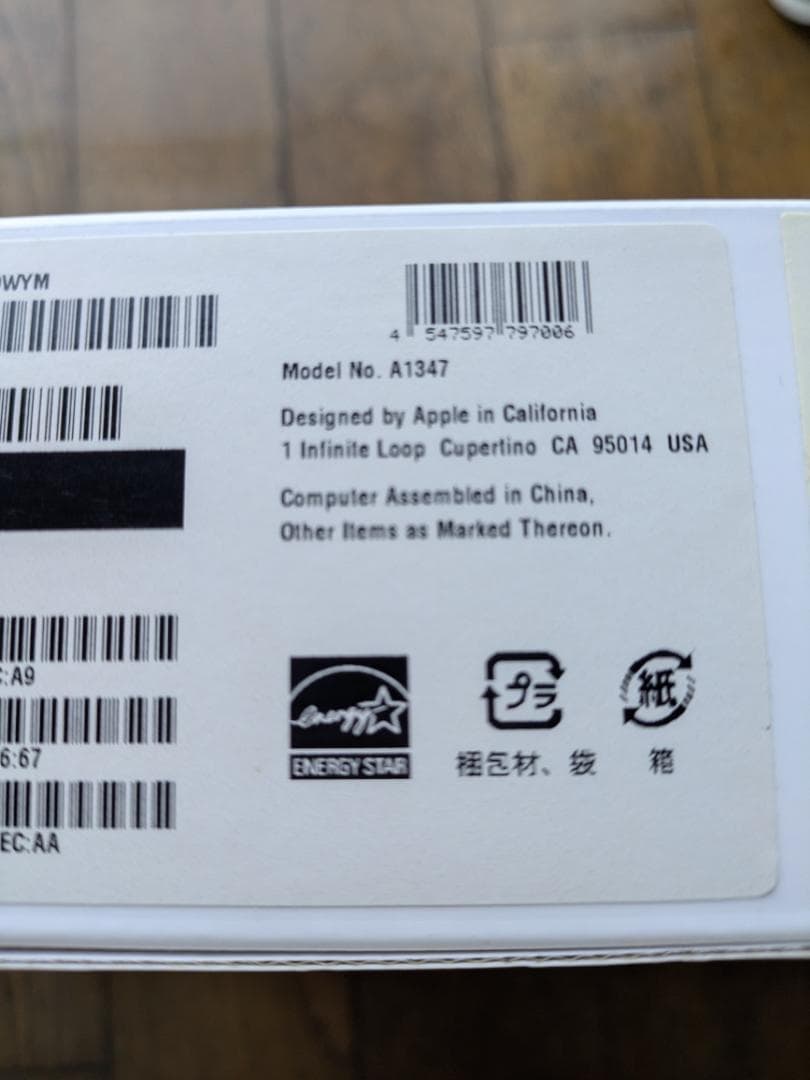 WYM
4 547597 797006
Model No. A1347
Designed by Apple in California
1 Infinite Loop Cupertino CA 95014 USA
Computer Assembled in China,
Other Items as Marked Thereon.
C:A9
6:67
EC:AA
energy
ENERGY STAR
プラ
紙
梱包材、袋
箱